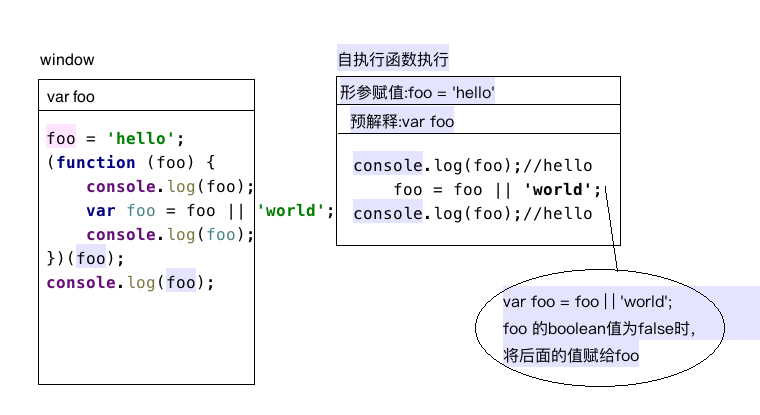 window
var foo
foo = 'hello';
(function (foo) {
console.log(foo);
var foo = foo || 'world';
console.log(foo);
})(foo);
console.log(foo);
自执行函数执行
形参赋值:foo = 'hello'
预解释:var foo
console.log(foo);//hello
foo = foo || 'world';
console.log(foo);//hello
var foo = foo || 'world';
foo 的boolean值为false时，
将后面的值赋给foo